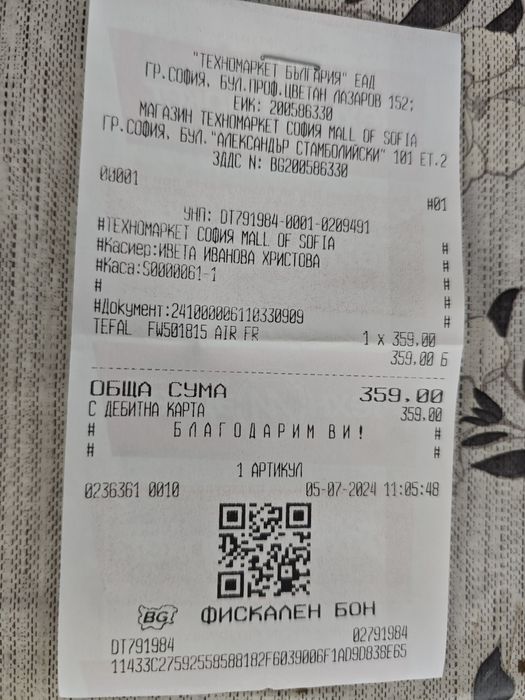 "ТЕХНОМАРКЕТ БЪЛГАРИЯ" ЕАД
ГР.СОФИЯ, БУЛ.ПРОФ.ЦВЕТАН ЛАЗАРОВ 152;
ЕИК: 200586330
МАГАЗИН ТЕХНОМАРКЕТ СОФИЯ MALL OF SOFIA
ГР.СОФИЯ, БУЛ."АЛЕКСАНДЪР СТАМБОЛИЙСКИ" 101 ЕТ.2
ЗДДС N: BG200586330
00001 #01
УНП: DT791984-0001-0209491
#ТЕХНОМАРКЕТ СОФИЯ MALL OF SOFIA #
#Касиер:ИВЕТА ИВАНОВА ХРИСТОВА #
#Каса:S0000061-1 #
# #
#Документ:241000006110330909 #
TEFAL FW501815 AIR FR 1 x 359.00
359.00 Б
ОБЩА СУМА 359.00
С ДЕБИТНА КАРТА 359.00
# БЛАГОДАРИМ ВИ! #
# #
1 АРТИКУЛ
0236361 0010 05-07-2024 11:05:48
BG ФИСКАЛЕН БОН
DT791984 02791984
11433C27592558588182F6039006F1AD9D838E65